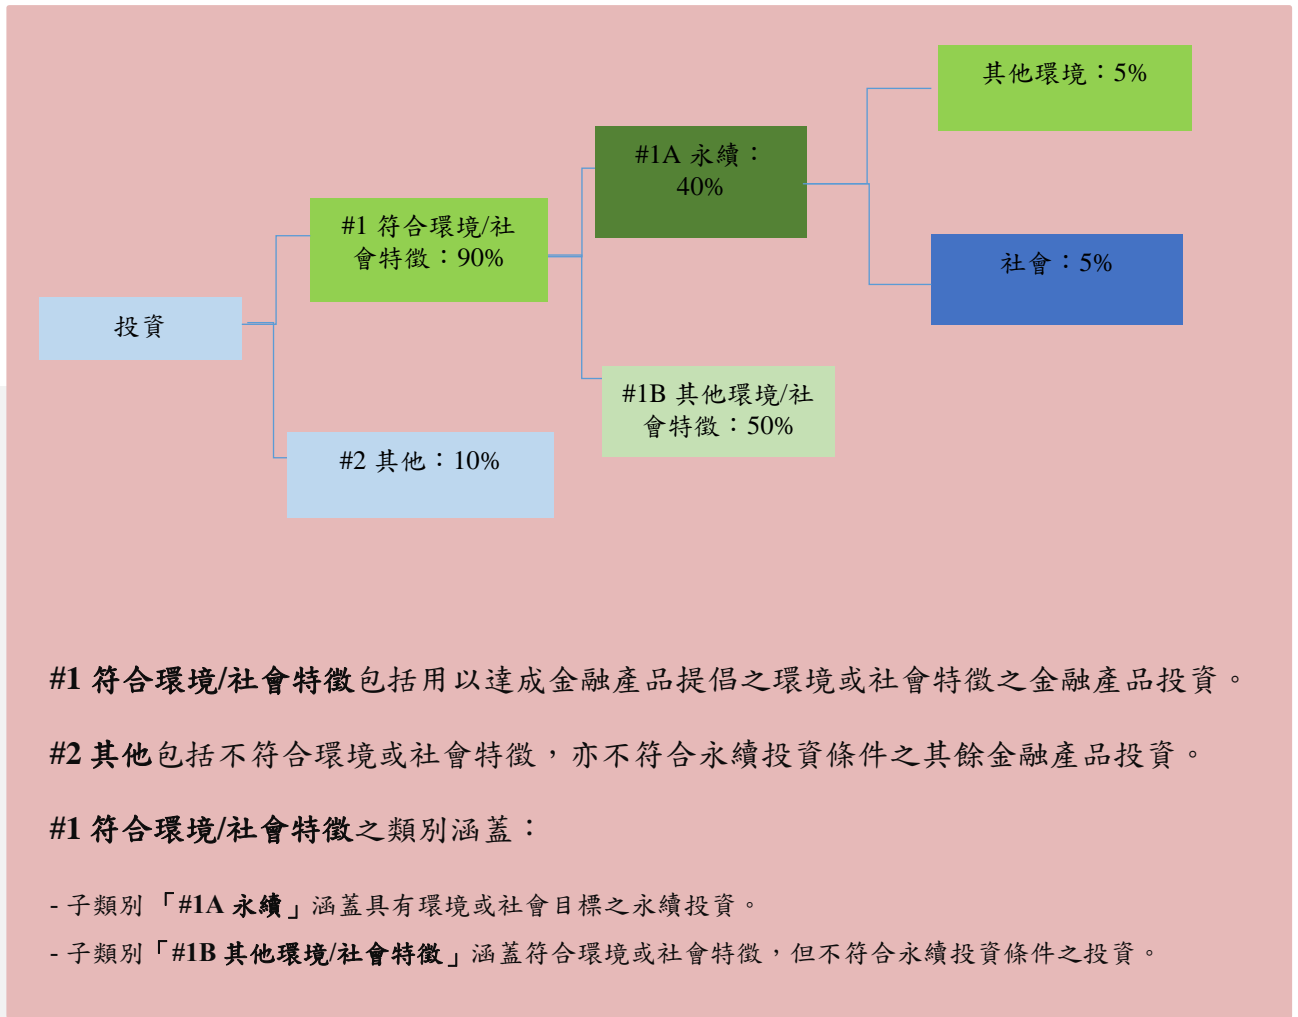 其他環境：5%
#1A 永續：
40%
#1 符合環境/社
會特徵：90%
社會：5%
投資
#1B 其他環境/社
會特徵：50%
#2 其他：10%
#1 符合環境/社會特徵包括用以達成金融產品提倡之環境或社會特徵之金融產品投資。
#2 其他包括不符合環境或社會特徵，亦不符合永續投資條件之其餘金融產品投資。
#1 符合環境/社會特徵之類別涵蓋：
- 子類別 「#1A 永續」涵蓋具有環境或社會目標之永續投資。
- 子類別「#1B 其他環境/社會特徵」涵蓋符合環境或社會特徵，但不符合永續投資條件之投資。